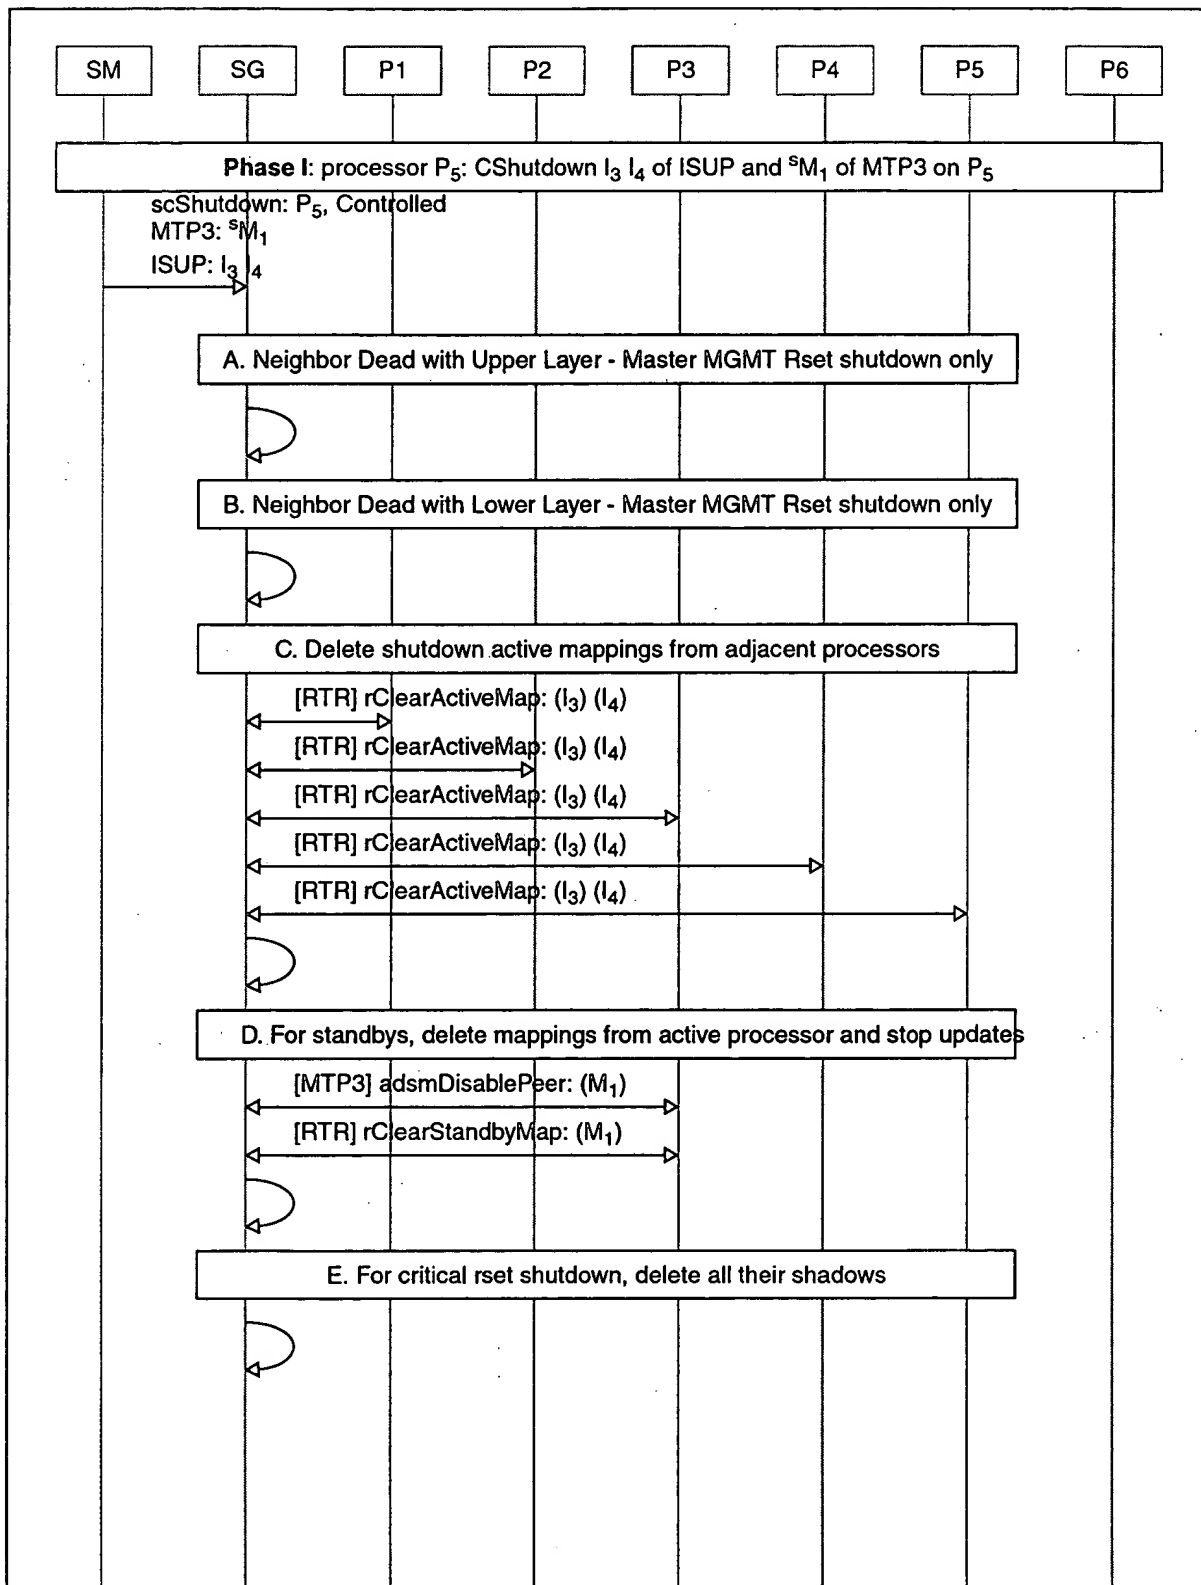 SM SG P1 P2 P3 P4 P5 P6
Phase I: processor P5: CShutdown I3 I4 of ISUP and ˢM1 of MTP3 on P5
scShutdown: P5, Controlled
MTP3: ˢM1
ISUP: I3 I4
A. Neighbor Dead with Upper Layer - Master MGMT Rset shutdown only
B. Neighbor Dead with Lower Layer - Master MGMT Rset shutdown only
C. Delete shutdown active mappings from adjacent processors
[RTR] rClearActiveMap: (I3) (I4)
[RTR] rClearActiveMap: (I3) (I4)
[RTR] rClearActiveMap: (I3) (I4)
[RTR] rClearActiveMap: (I3) (I4)
[RTR] rClearActiveMap: (I3) (I4)
D. For standbys, delete mappings from active processor and stop updates
[MTP3] adsmDisablePeer: (M1)
[RTR] rClearStandbyMap: (M1)
E. For critical rset shutdown, delete all their shadows